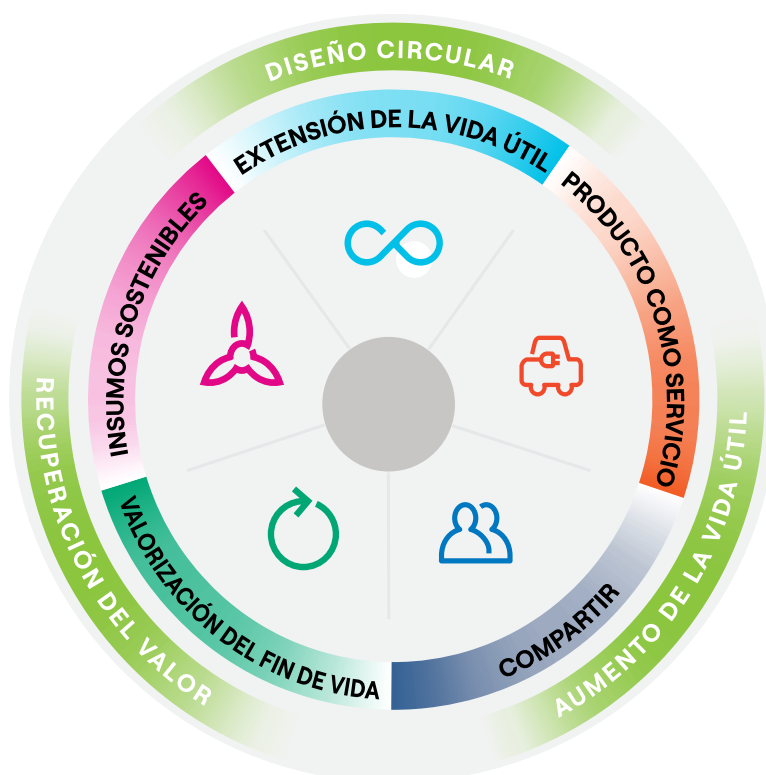 DISEÑO CIRCULAR
EXTENSIÓN DE LA VIDA ÚTIL
PRODUCTO COMO SERVICIO
COMPARTIR
VALORIZACIÓN DEL FIN DE VIDA
INSUMOS SOSTENIBLES
AUMENTO DE LA VIDA ÚTIL
RECUPERACIÓN DEL VALOR